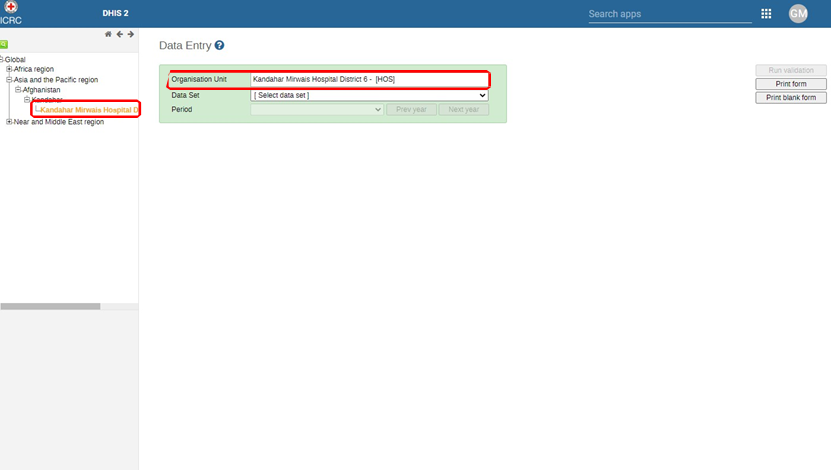 ICRC
DHIS 2
Search apps
GM
Global
Africa region
Asia and the Pacific region
Afghanistan
Kandahar
Kandahar Mirwais Hospital D
Near and Middle East region
Data Entry ?
Organisation Unit Kandahar Mirwais Hospital District 6 - [HOS]
Data Set [ Select data set ]
Period Prev year Next year
Run validation
Print form
Print blank form